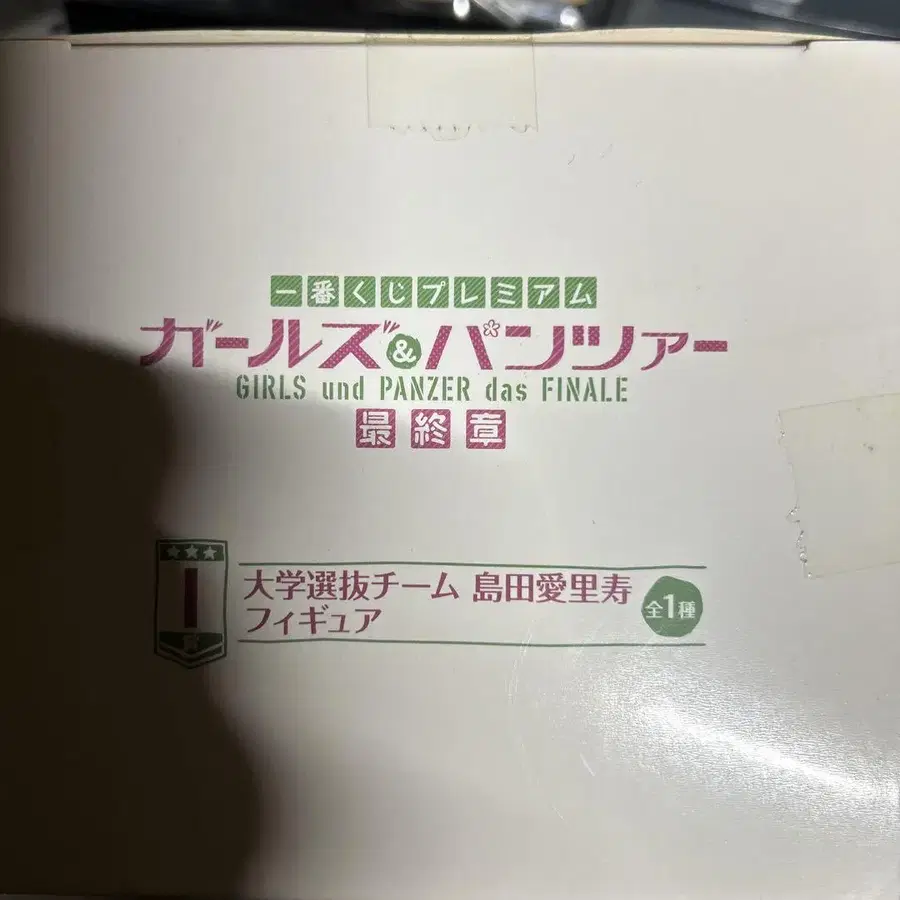 一番くじプレミアム
ガールズ&パンツァー
GIRLS und PANZER das FINALE
最終章
I賞
大学選抜チーム 島田愛里寿
フィギュア
全1種